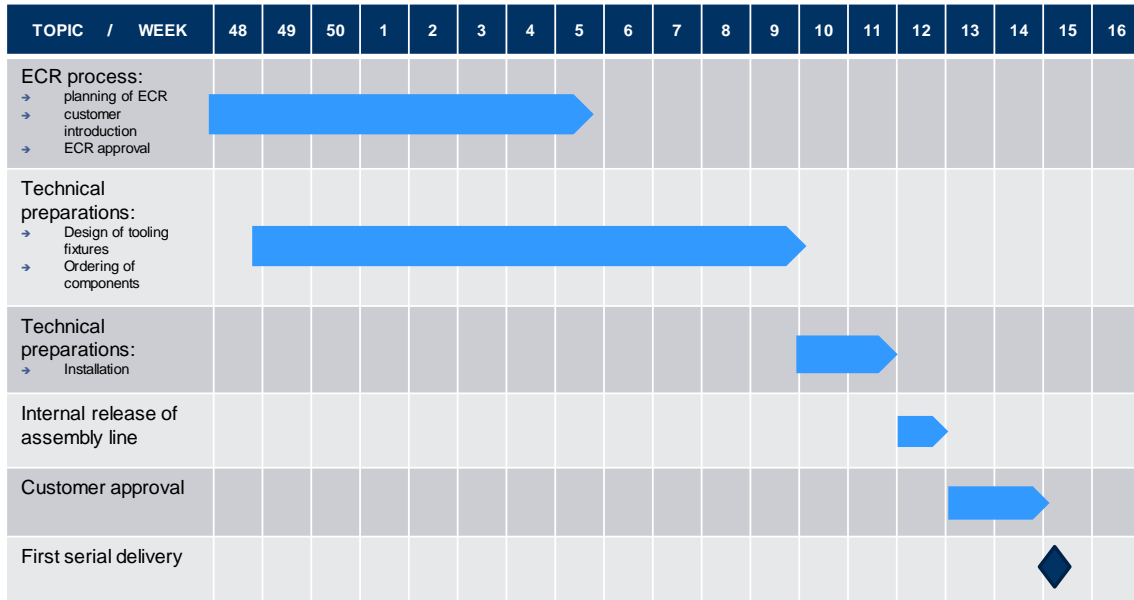 TOPIC / WEEK 48 49 50 1 2 3 4 5 6 7 8 9 10 11 12 13 14 15 16
ECR process:
➔ planning of ECR
➔ customer
introduction
➔ ECR approval
Technical
preparations:
➔ Design of tooling
fixtures
➔ Ordering of
components
Technical
preparations:
➔ Installation
Internal release of
assembly line
Customer approval
First serial delivery